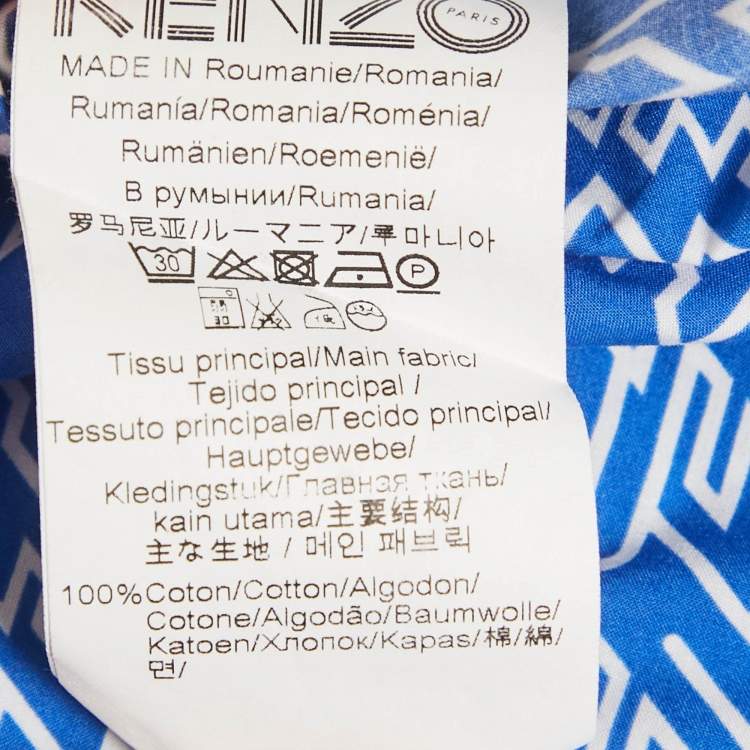 KENZO
PARIS
MADE IN Roumanie/Romania/
Rumanía/Romania/Roménia/
Rumänien/Roemenië/
В румынии/Rumania/
罗马尼亚/ルーマニア/루마니아
30 P
30
Tissu principal/Main fabric/
Tejido principal /
Tessuto principale/Tecido principal/
Hauptgewebe/
Kledingstuk/Главная ткань/
kain utama/主要结构/
主な生地 / 메인 패브릭
100%Coton/Cotton/Algodon/
Cotone/Algodão/Baumwolle/
Katoen/Хлопок/Kapas/棉/綿/
면/